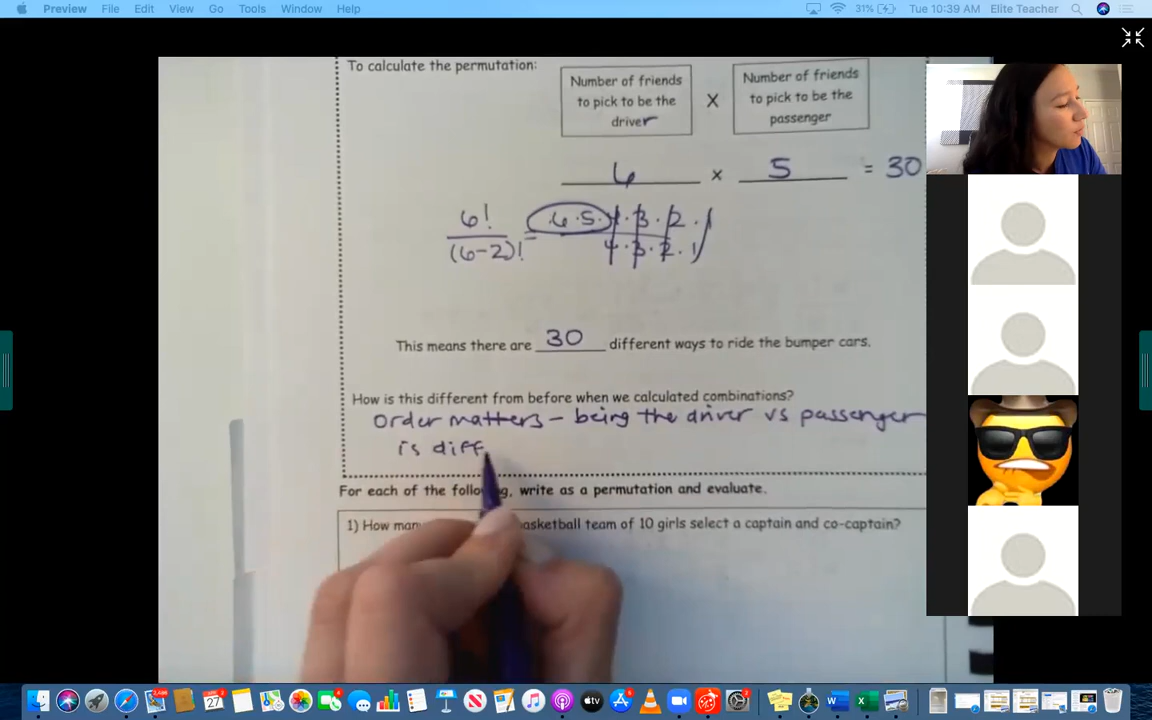 Preview File Edit View Go Tools Window Help 31% Tue 10:39 AM Elite Teacher
To calculate the permutation:
Number of friends to pick to be the driver X Number of friends to pick to be the passenger
6 x 5 = 30
6! / (6-2)! = 6·5·4·3·2·1 / 4·3·2·1
This means there are 30 different ways to ride the bumper cars.
How is this different from before when we calculated combinations?
Order matters - being the driver vs passenger
is diff
For each of the following, write as a permutation and evaluate.
1) How man basketball team of 10 girls select a captain and co-captain?